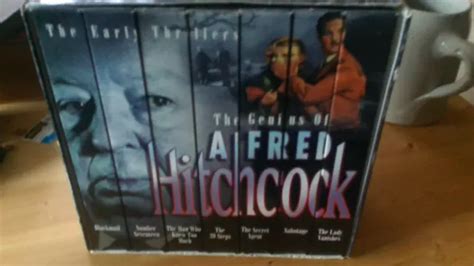 The Early Thrillers
The Genius Of
ALFRED
Hitchcock
Blackmail
Number Seventeen
The Man Who Knew Too Much
The 39 Steps
The Secret Agent
Sabotage
The Lady Vanishes